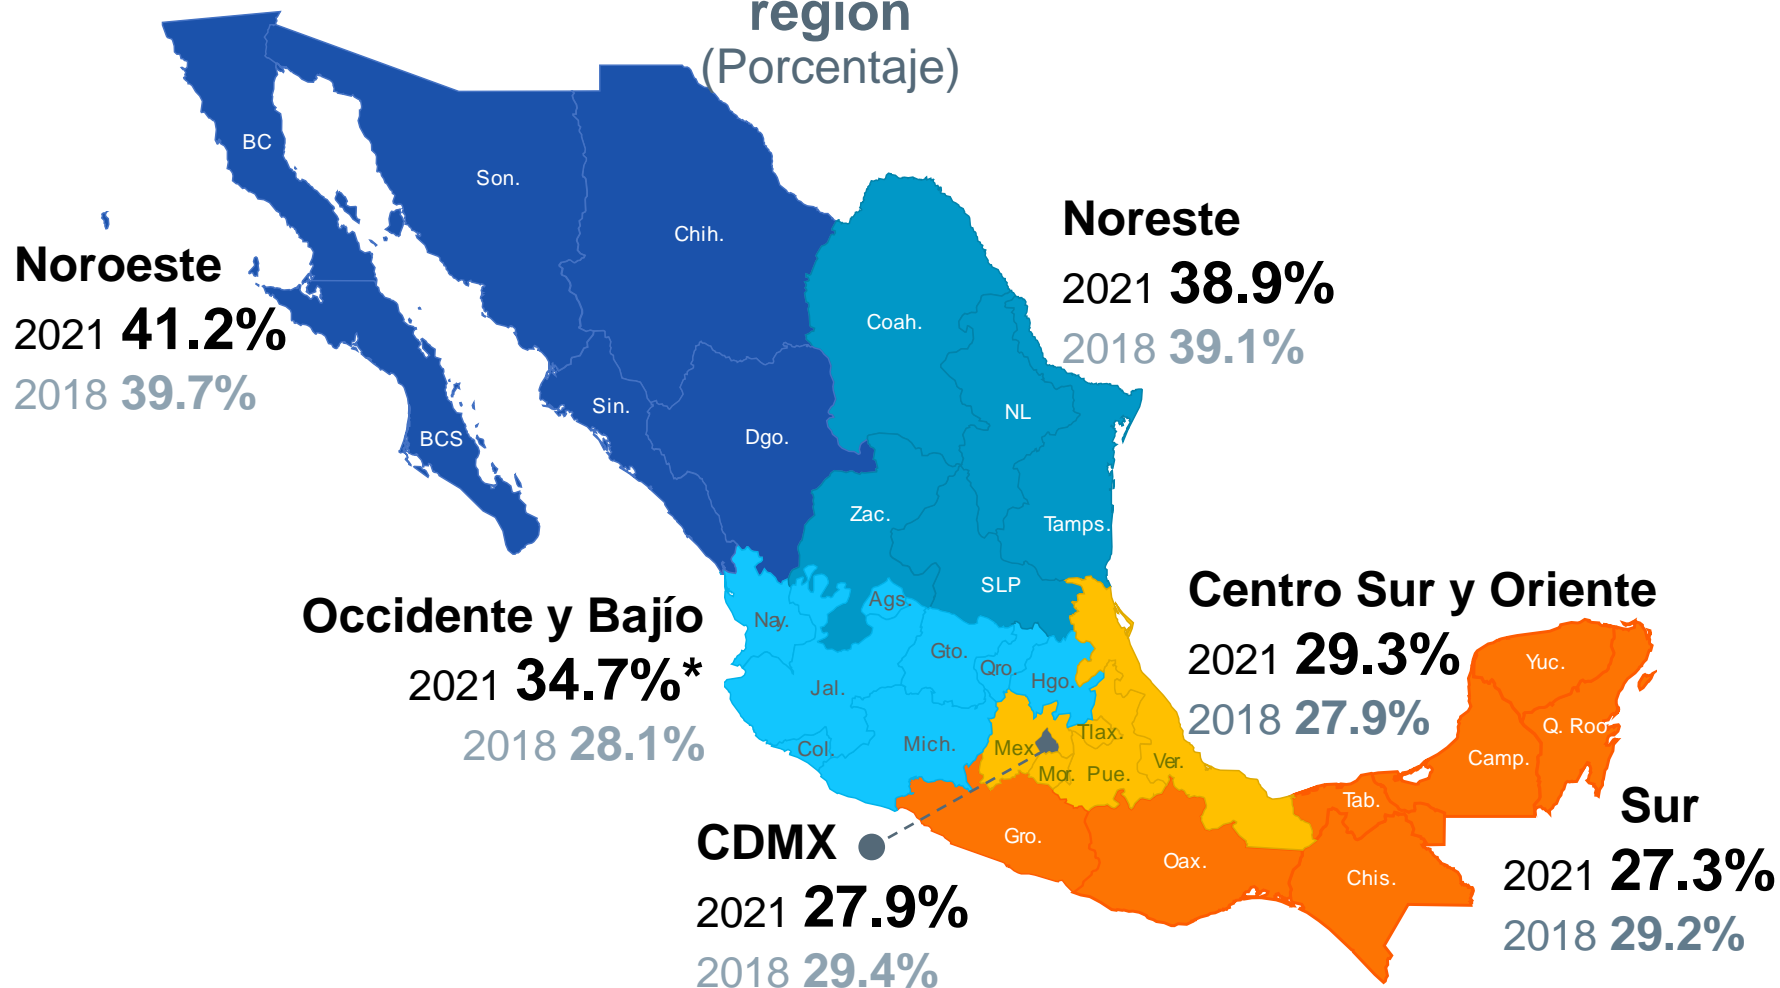 región
(Porcentaje)
BC
Son.
Chih.
Noroeste
2021 41.2%
2018 39.7%
Noreste
2021 38.9%
2018 39.1%
Coah.
Sin.
BCS
Dgo.
NL
Zac.
Tamps.
SLP
Occidente y Bajío
2021 34.7%*
2018 28.1%
Nay.
Ags.
Gto.
Qro.
Hgo.
Jal.
Col.
Mich.
Centro Sur y Oriente
2021 29.3%
2018 27.9%
Mex.
Tlax.
Mor.
Pue.
Ver.
Yuc.
Q. Roo
Camp.
Tab.
Gro.
Oax.
Chis.
CDMX
2021 27.9%
2018 29.4%
Sur
2021 27.3%
2018 29.2%